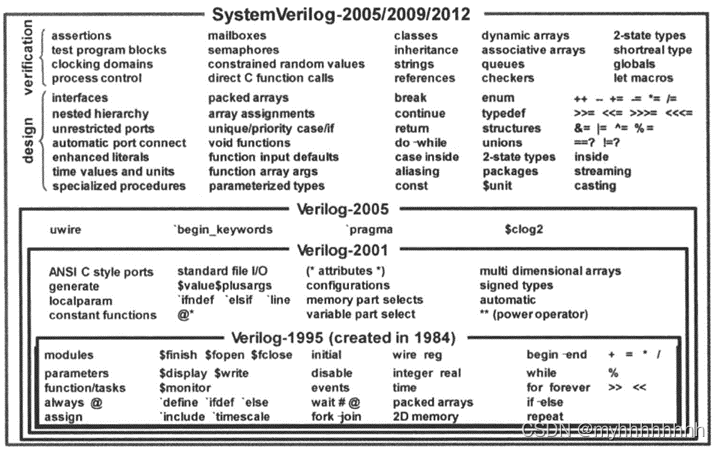 SystemVerilog-2005/2009/2012
verification
assertions mailboxes classes dynamic arrays 2-state types
test program blocks semaphores inheritance associative arrays shortreal type
clocking domains constrained random values strings queues globals
process control direct C function calls references checkers let macros
design
interfaces packed arrays break enum ++ -- += -= *= /=
nested hierarchy array assignments continue typedef >>= <<= >>>= <<<=
unrestricted ports unique/priority case/if return structures &= |= ^= %=
automatic port connect void functions do -while unions ==? !=?
enhanced literals function input defaults case inside 2-state types inside
time values and units function array args aliasing packages streaming
specialized procedures parameterized types const $unit casting
Verilog-2005
uwire `begin_keywords `pragma $clog2
Verilog-2001
ANSI C style ports standard file I/O (* attributes *) multi dimensional arrays
generate $value$plusargs configurations signed types
localparam `ifndef `elsif `line memory part selects automatic
constant functions @* variable part select ** (power operator)
Verilog-1995 (created in 1984)
modules $finish $fopen $fclose initial wire reg begin -end + = * /
parameters $display $write disable integer real while %
function/tasks $monitor events time for forever >> <<
always @ `define `ifdef `else wait # @ packed arrays if -else
assign `include `timescale fork -join 2D memory repeat
CSDN @myhhhhhhhh